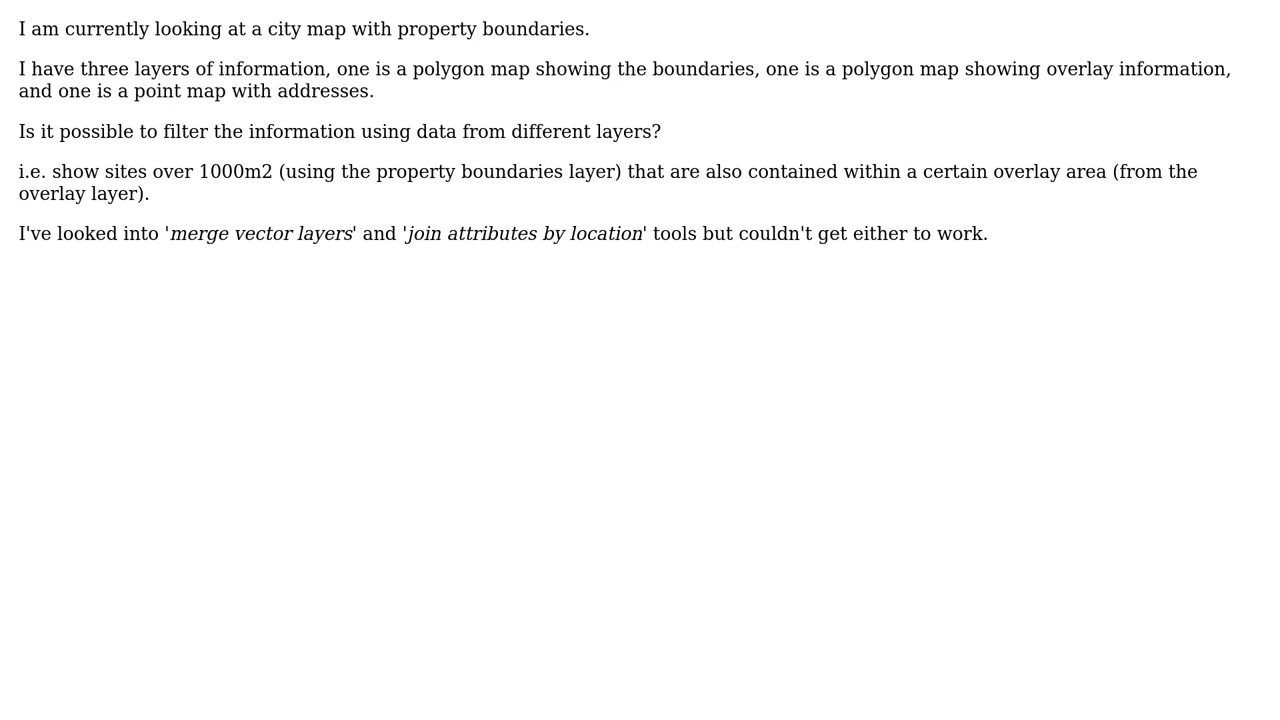 I am currently looking at a city map with property boundaries.
I have three layers of information, one is a polygon map showing the boundaries, one is a polygon map showing overlay information,
and one is a point map with addresses.
Is it possible to filter the information using data from different layers?
i.e. show sites over 1000m2 (using the property boundaries layer) that are also contained within a certain overlay area (from the
overlay layer).
I've looked into 'merge vector layers' and 'join attributes by location' tools but couldn't get either to work.